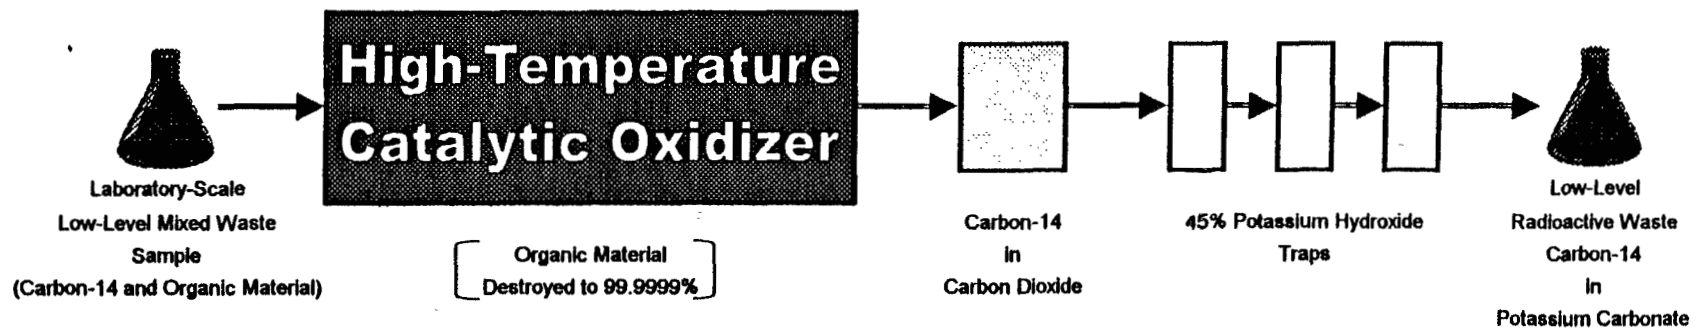 High-Temperature
Catalytic Oxidizer
Laboratory-Scale
Low-Level Mixed Waste
Sample
(Carbon-14 and Organic Material)
Organic Material
Destroyed to 99.9999%
Carbon-14
in
Carbon Dioxide
45% Potassium Hydroxide
Traps
Low-Level
Radioactive Waste
Carbon-14
in
Potassium Carbonate